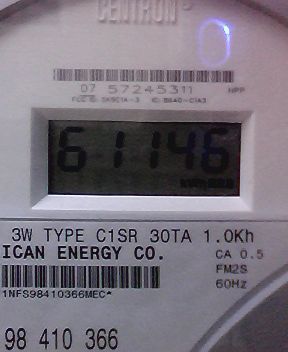 CENTRON
07 57245311
61146
3W TYPE C1SR 30TA 1.0Kh
ICAN ENERGY CO.
CA 0.5
FM2S
60Hz
1NFS98410366MEC*
98 410 366